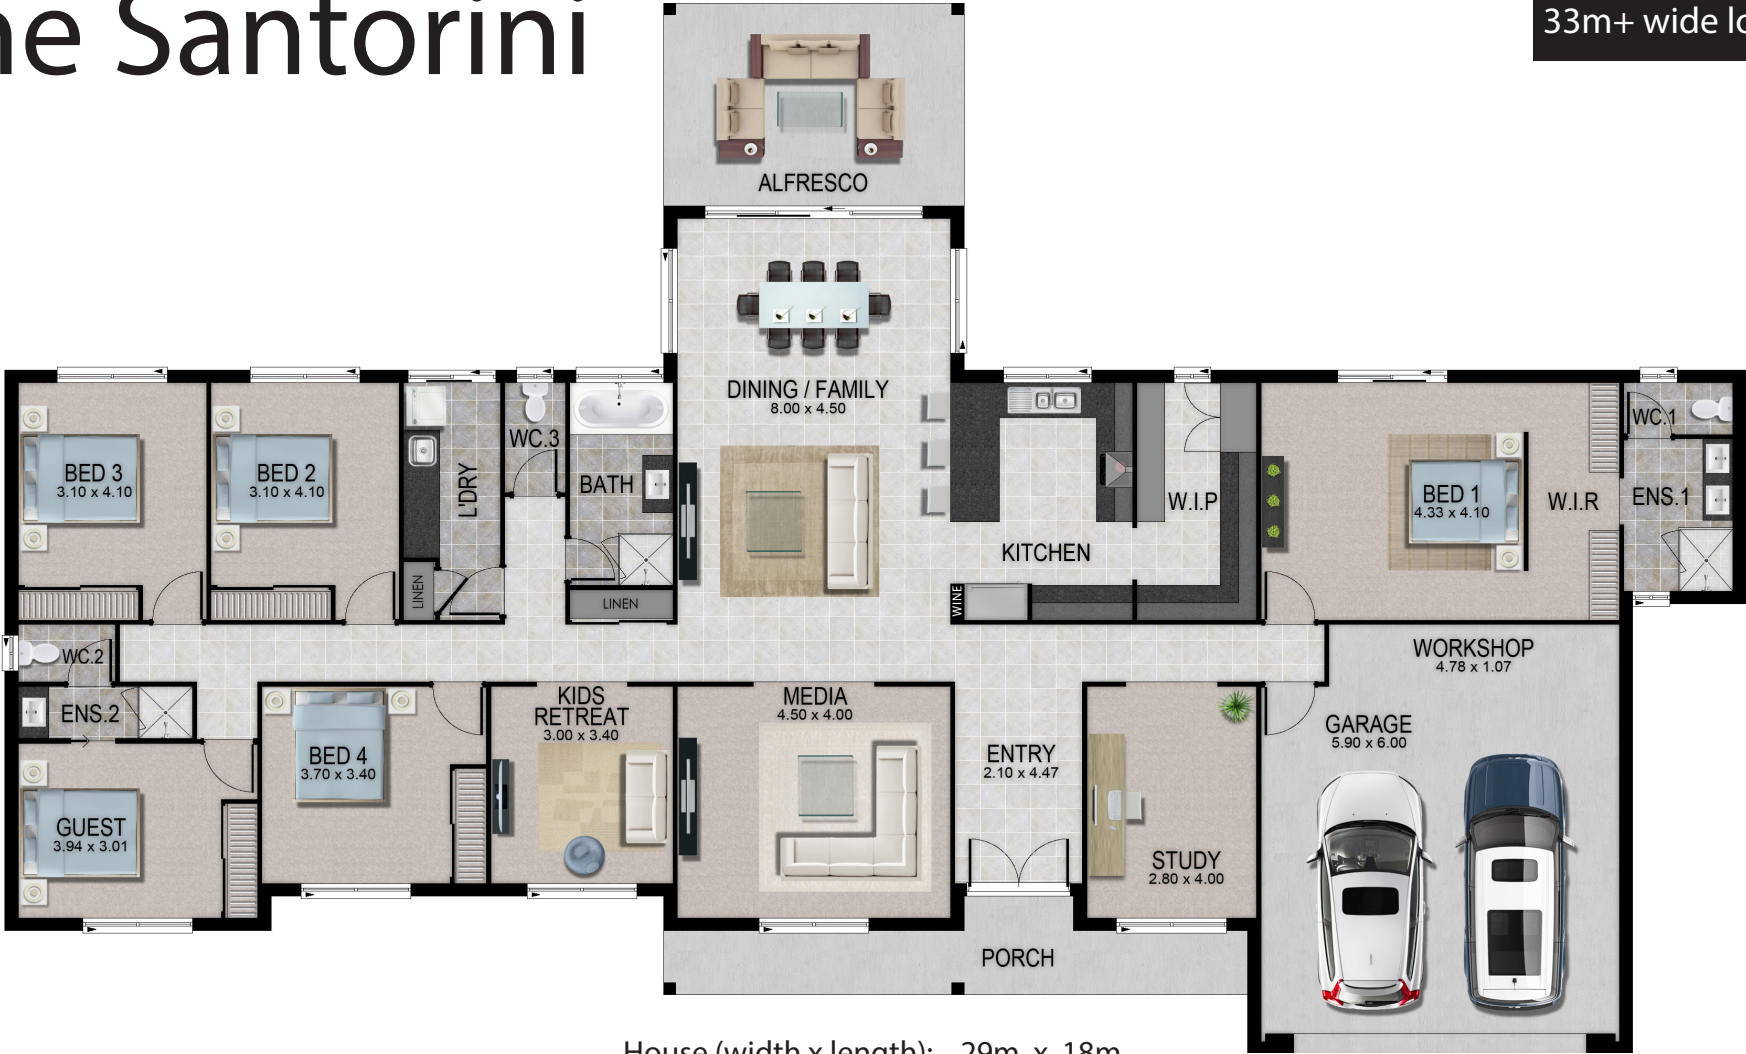 ne Santorini
33m+ wide lo
ALFRESCO
DINING / FAMILY
8.00 x 4.50
BED 3
3.10 x 4.10
BED 2
3.10 x 4.10
L'DRY
WC.3
BATH
LINEN
LINEN
KITCHEN
WINE
W.I.P
BED 1
4.33 x 4.10
W.I.R
WC.1
ENS.1
WC.2
ENS.2
GUEST
3.94 x 3.01
BED 4
3.70 x 3.40
KIDS
RETREAT
3.00 x 3.40
MEDIA
4.50 x 4.00
ENTRY
2.10 x 4.47
STUDY
2.80 x 4.00
WORKSHOP
4.78 x 1.07
GARAGE
5.90 x 6.00
PORCH
House (width x length): 29m x 18m